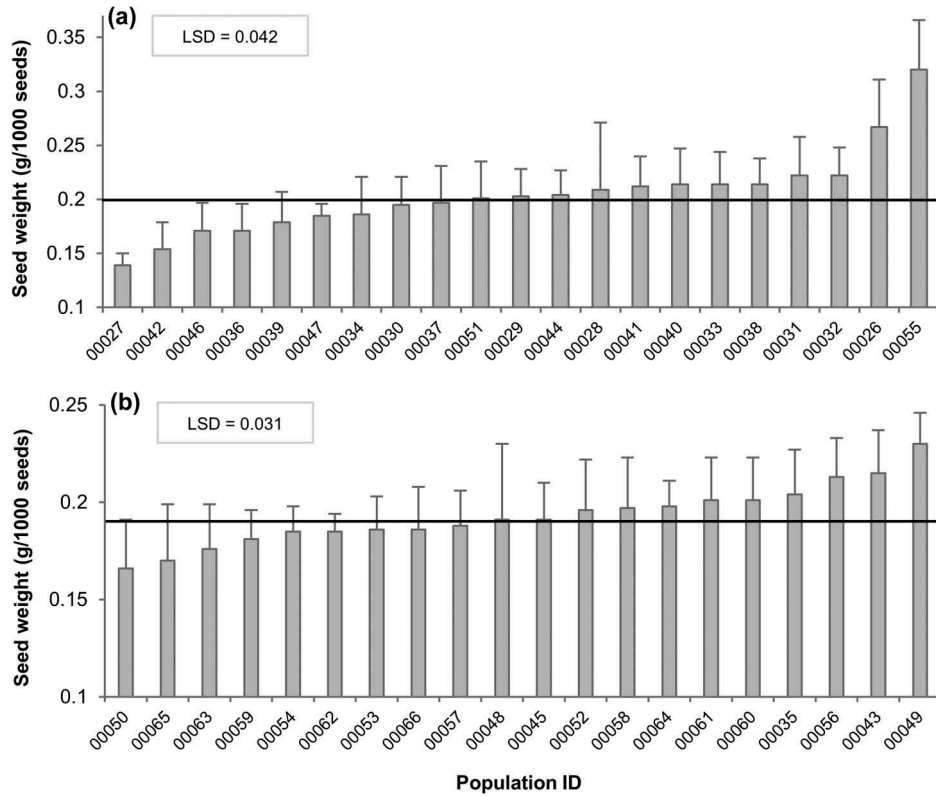 (a)
LSD = 0.042
Seed weight (g/1000 seeds)
0.35
0.3
0.25
0.2
0.15
0.1
00027 00042 00046 00036 00039 00047 00034 00030 00037 00051 00029 00044 00028 00041 00040 00033 00038 00031 00032 00026 00055
(b)
LSD = 0.031
Seed weight (g/1000 seeds)
0.25
0.2
0.15
0.1
00050 00065 00063 00059 00054 00062 00053 00066 00057 00048 00045 00052 00058 00064 00061 00060 00035 00056 00043 00049
Population ID